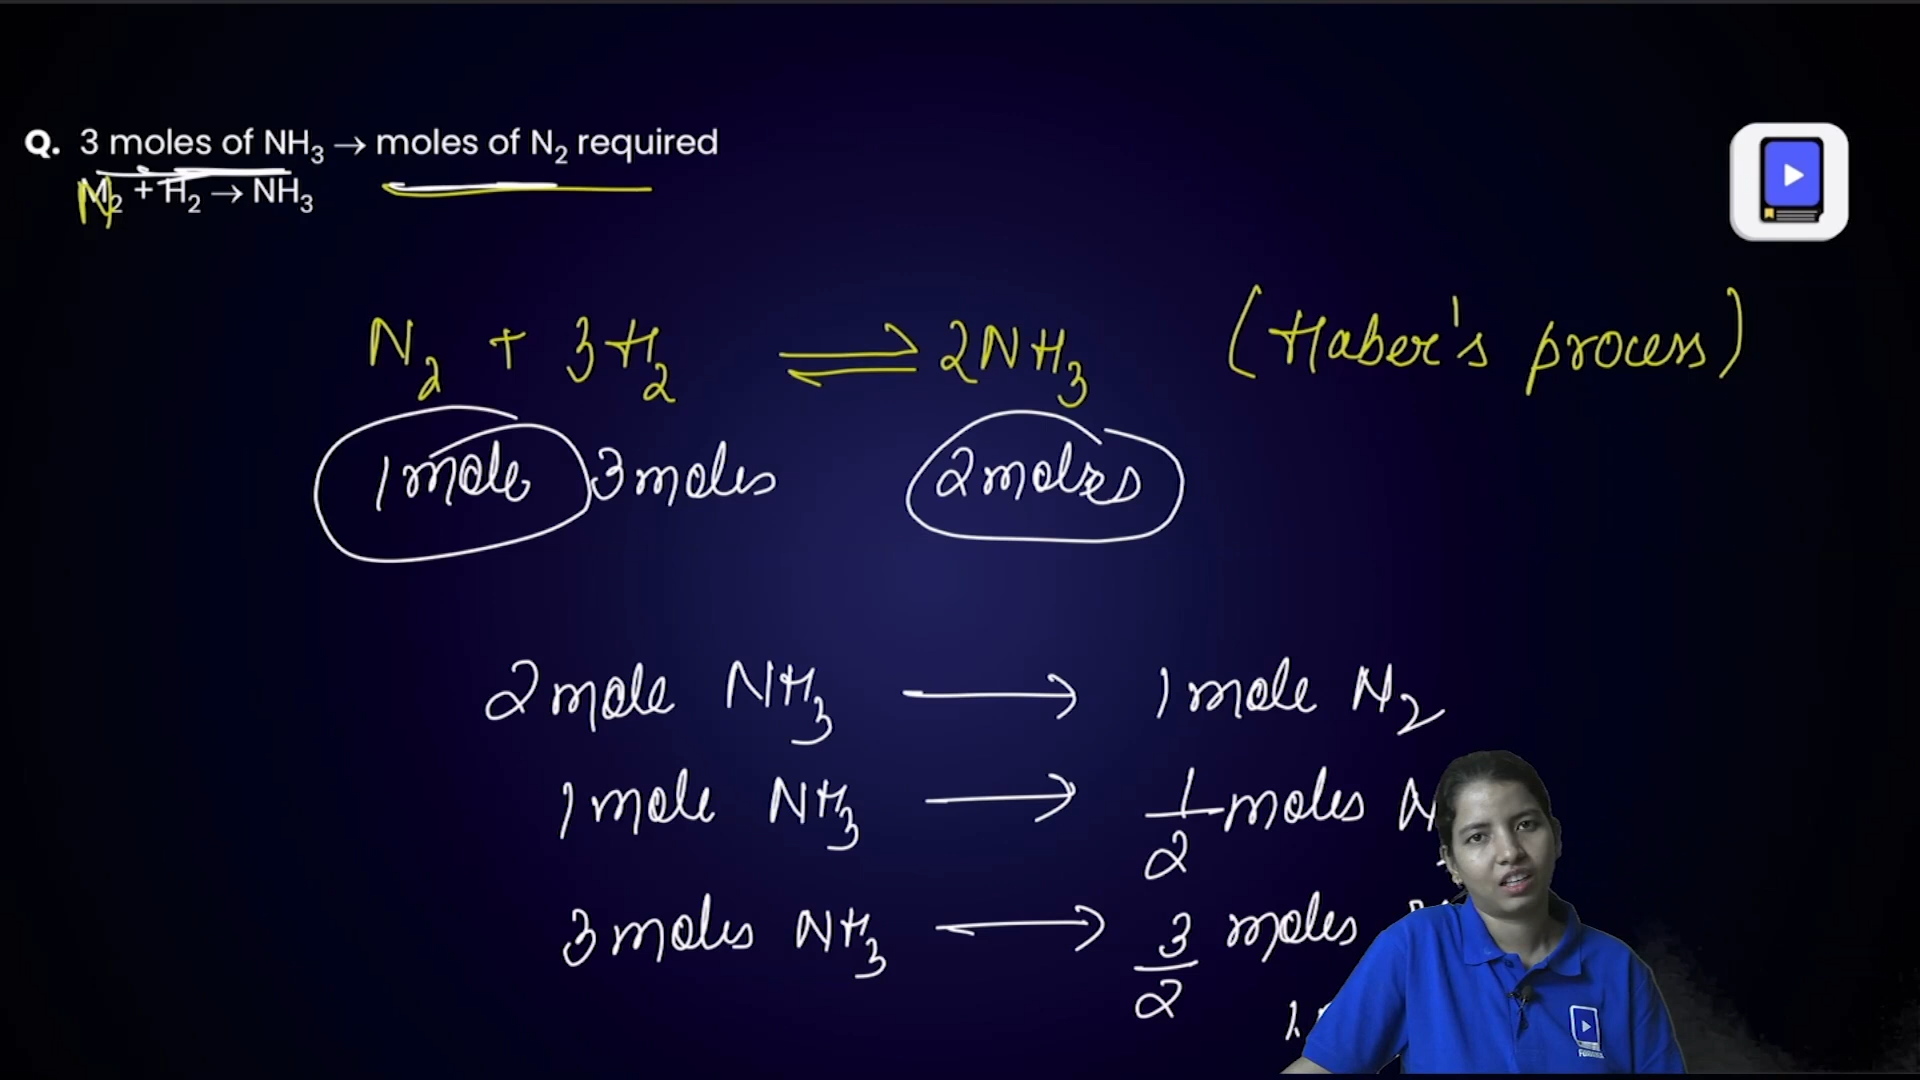 Q. 3 moles of NH₃ → moles of N₂ required
N₂ + H₂ → NH₃
N₂ + 3H₂ ⇌ 2NH₃ (Haber's process)
1 mole 3 moles 2 moles
2 mole NH₃ → 1 mole N₂
1 mole NH₃ → 1/2 moles N
3 moles NH₃ → 3/2 moles
1.